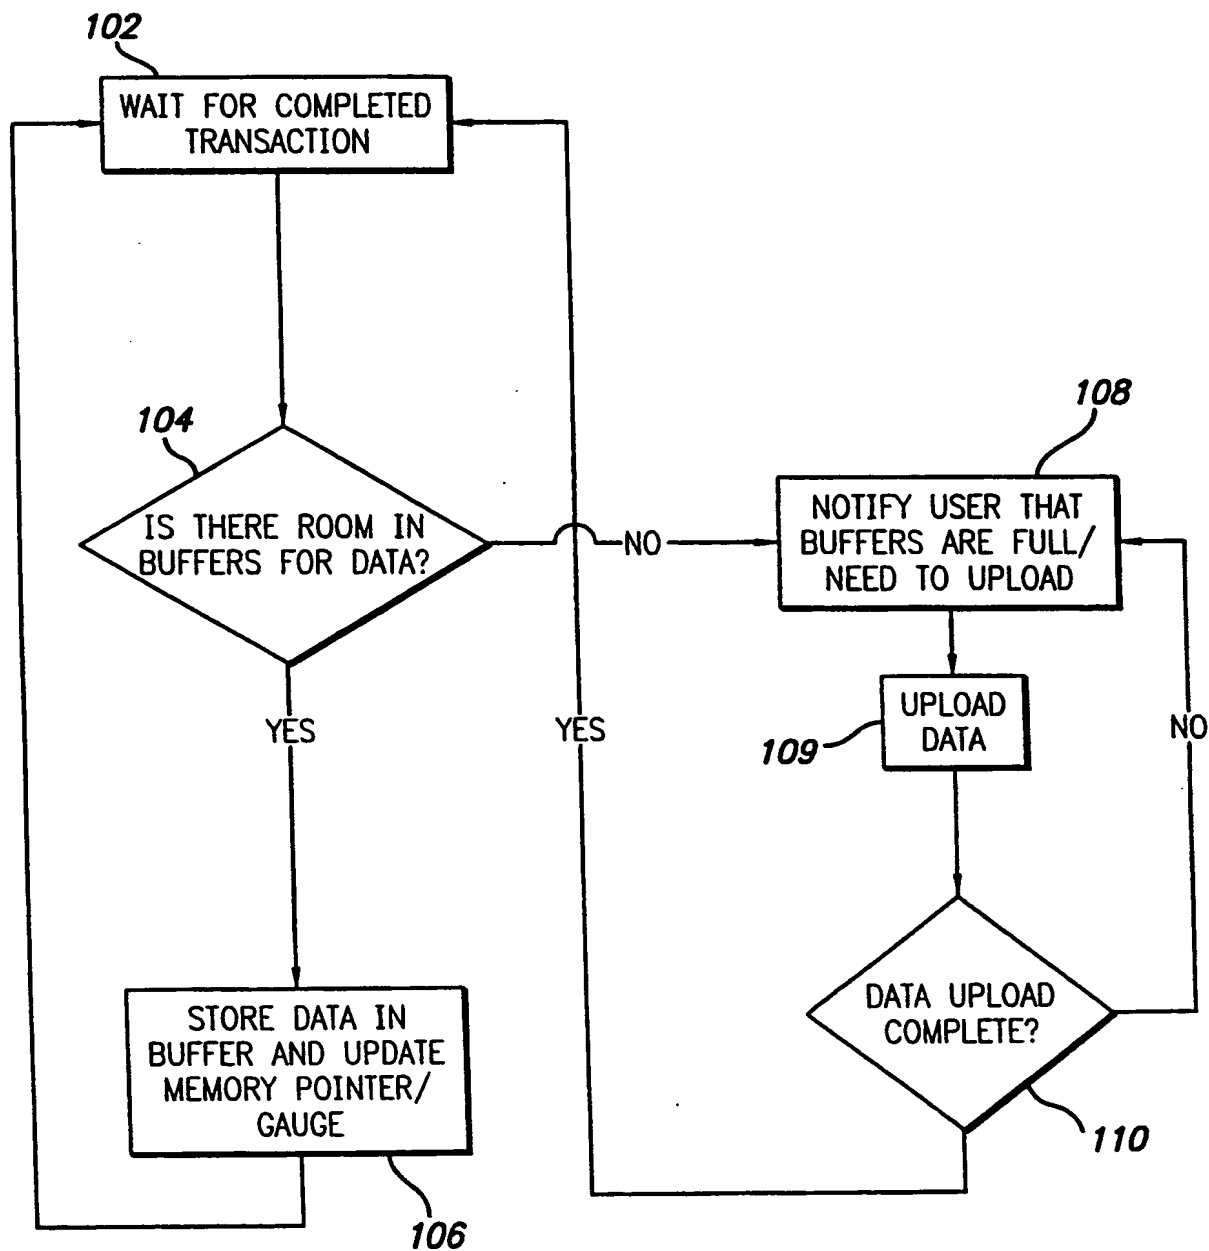 102
WAIT FOR COMPLETED
TRANSACTION
104
IS THERE ROOM IN
BUFFERS FOR DATA?
NO
YES
STORE DATA IN
BUFFER AND UPDATE
MEMORY POINTER/
GAUGE
106
108
NOTIFY USER THAT
BUFFERS ARE FULL/
NEED TO UPLOAD
UPLOAD
DATA
109
DATA UPLOAD
COMPLETE?
110
NO
YES